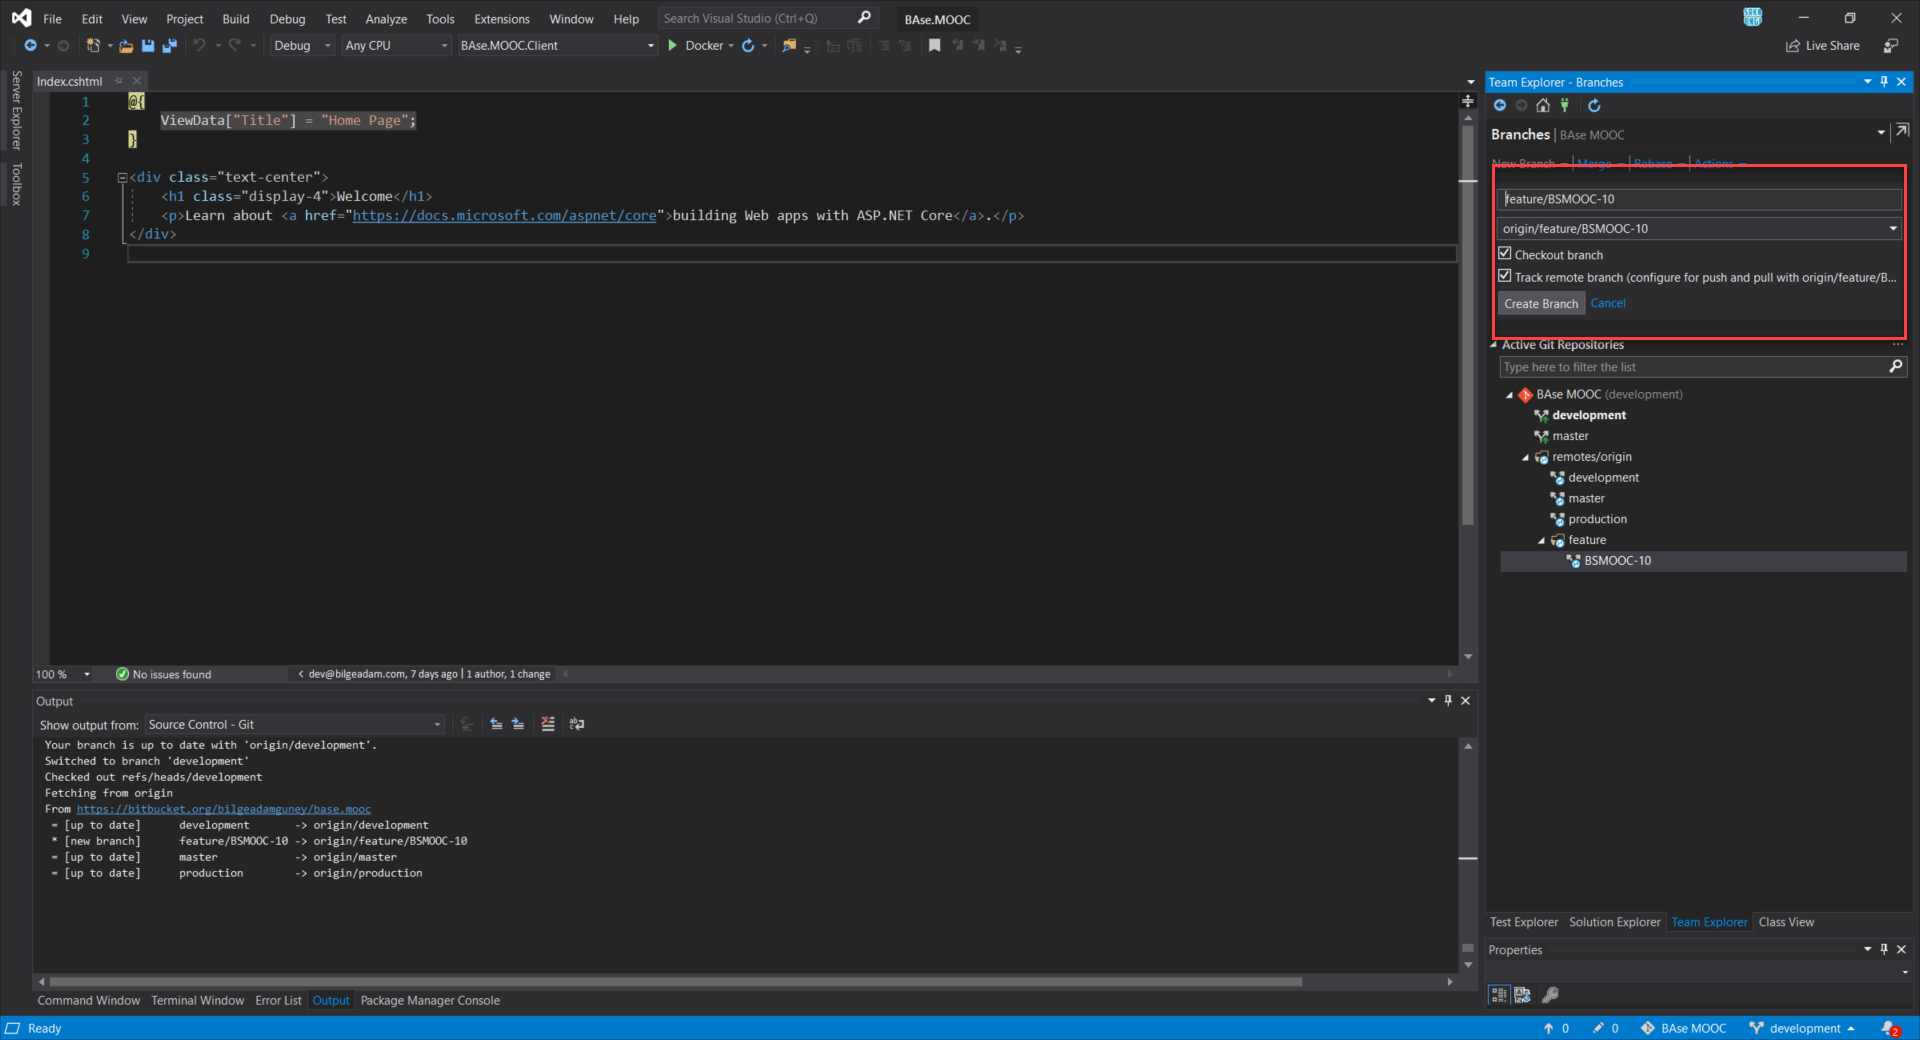 File Edit View Project Build Debug Test Analyze Tools Extensions Window Help Search Visual Studio (Ctrl+Q) BAse.MOOC
Debug Any CPU BAse.MOOC.Client Docker Live Share
Server Explorer
Toolbox
Index.cshtml
1 @{
2 ViewData["Title"] = "Home Page";
3 }
4
5 <div class="text-center">
6 <h1 class="display-4">Welcome</h1>
7 <p>Learn about <a href="https://docs.microsoft.com/aspnet/core">building Web apps with ASP.NET Core</a>.</p>
8 </div>
9
100 % No issues found dev@bilgeadam.com, 7 days ago | 1 author, 1 change
Output
Show output from: Source Control - Git
Your branch is up to date with 'origin/development'.
Switched to branch 'development'
Checked out refs/heads/development
Fetching from origin
From https://bitbucket.org/bilgeadamguney/base.mooc
= [up to date] development -> origin/development
* [new branch] feature/BSMOOC-10 -> origin/feature/BSMOOC-10
= [up to date] master -> origin/master
= [up to date] production -> origin/production
Command Window Terminal Window Error List Output Package Manager Console
Team Explorer - Branches
Branches | BAse MOOC
New Branch | Merge | Rebase | Actions
feature/BSMOOC-10
origin/feature/BSMOOC-10
Checkout branch
Track remote branch (configure for push and pull with origin/feature/B...
Create Branch Cancel
Active Git Repositories ...
Type here to filter the list
BAse MOOC (development)
development
master
remotes/origin
development
master
production
feature
BSMOOC-10
Test Explorer Solution Explorer Team Explorer Class View
Properties
Ready 0 0 BAse MOOC development 2